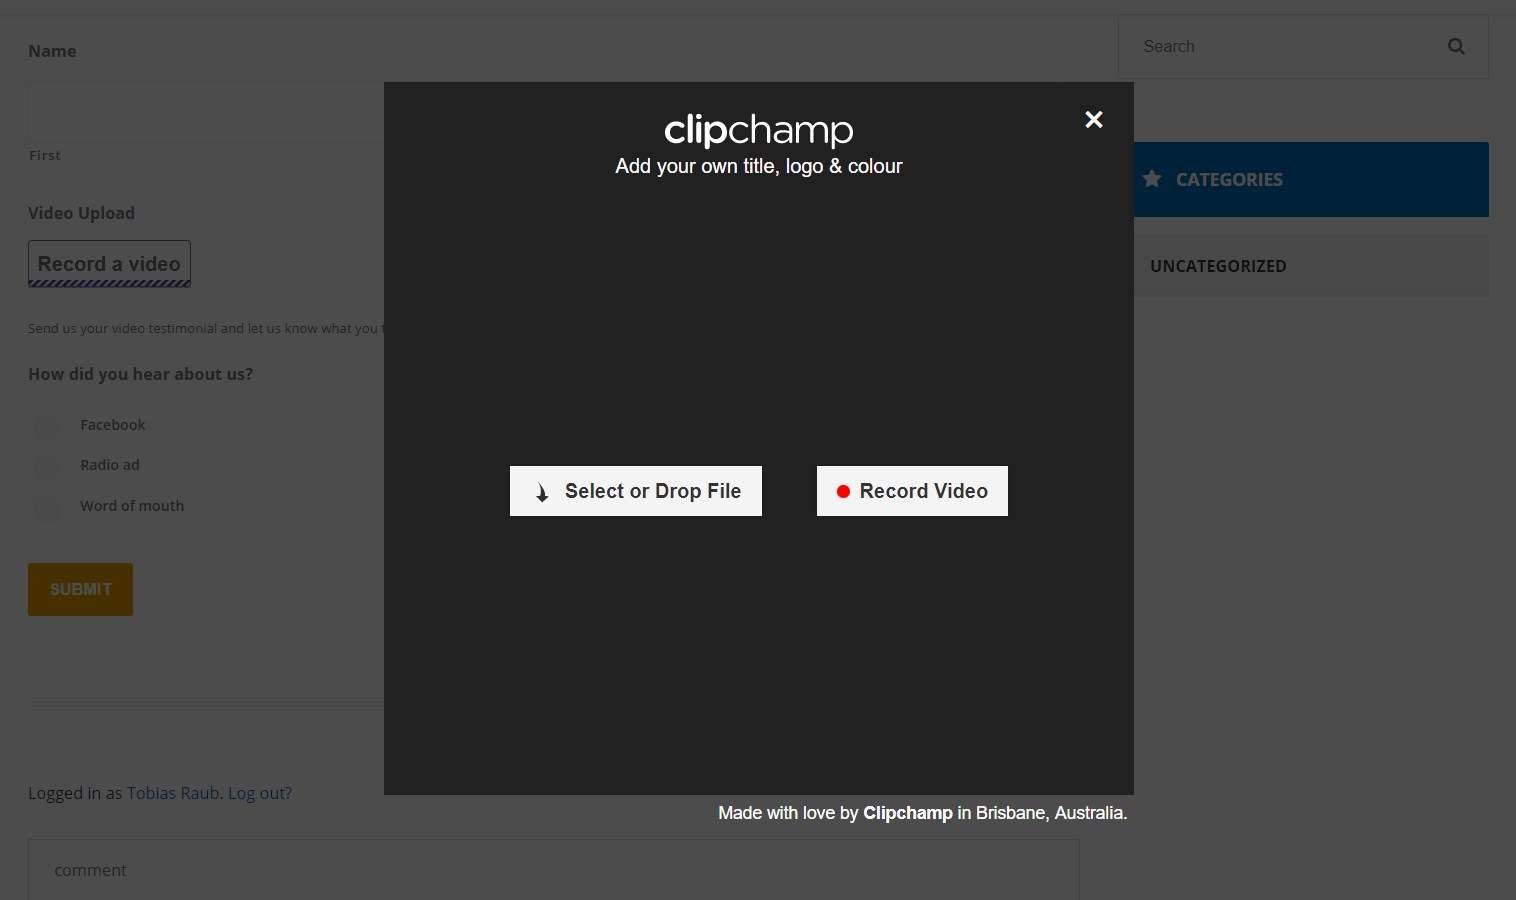 Name
Search
First
clipchamp
Add your own title, logo & colour
CATEGORIES
Video Upload
Record a video
UNCATEGORIZED
Send us your video testimonial and let us know what you
How did you hear about us?
Facebook
Radio ad
Word of mouth
Select or Drop File
Record Video
SUBMIT
Logged in as Tobias Raub. Log out?
Made with love by Clipchamp in Brisbane, Australia.
comment